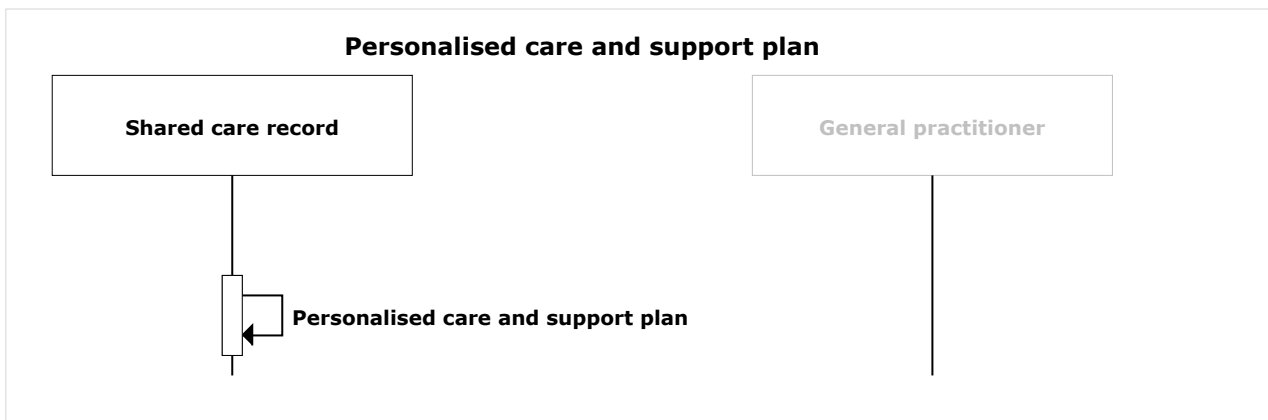 Personalised care and support plan
Shared care record
General practitioner
Personalised care and support plan